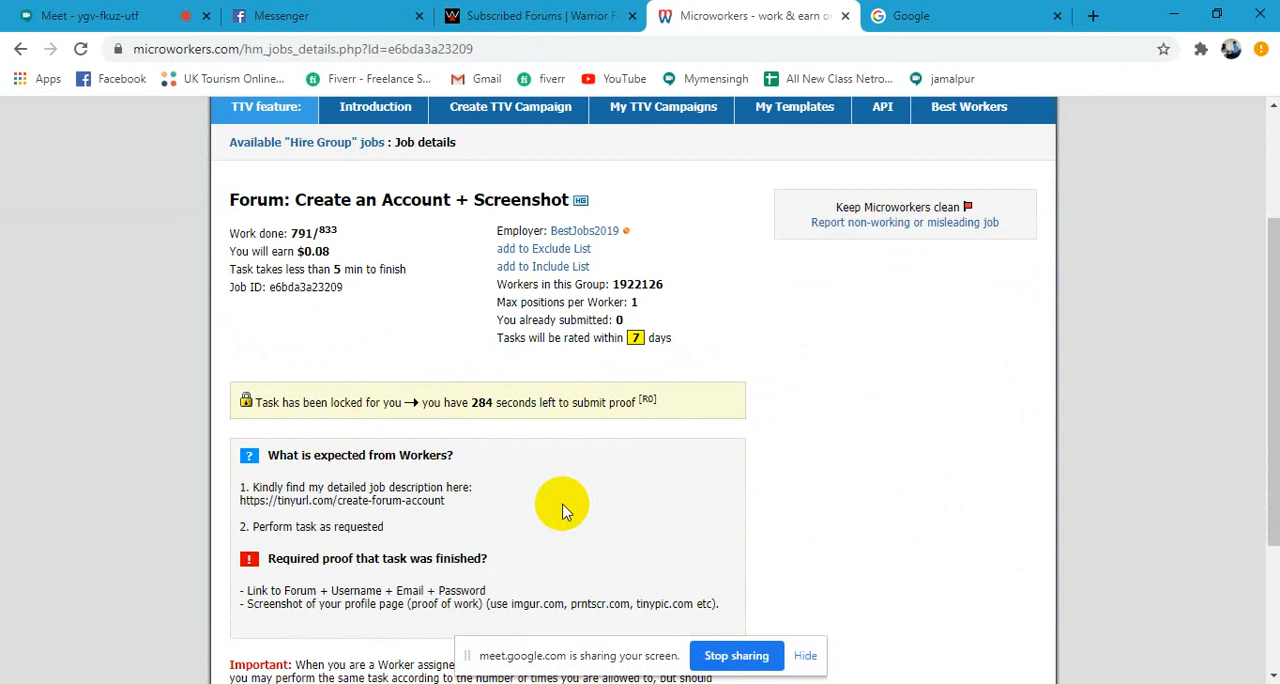 Meet - ygv-fkuz-utf
Messenger
Subscribed Forums | Warrior F
Microworkers - work & earn or
Google
microworkers.com/hm_jobs_details.php?Id=e6bda3a23209
Apps
Facebook
UK Tourism Online...
Fiverr - Freelance S...
Gmail
fiverr
YouTube
Mymensingh
All New Class Netro...
jamalpur
TTV feature:
Introduction
Create TTV Campaign
My TTV Campaigns
My Templates
API
Best Workers
Available "Hire Group" jobs : Job details
Forum: Create an Account + Screenshot HG
Work done: 791/833
You will earn $0.08
Task takes less than 5 min to finish
Job ID: e6bda3a23209
Employer: BestJobs2019
add to Exclude List
add to Include List
Workers in this Group: 1922126
Max positions per Worker: 1
You already submitted: 0
Tasks will be rated within 7 days
Keep Microworkers clean
Report non-working or misleading job
Task has been locked for you → you have 284 seconds left to submit proof [R0]
? What is expected from Workers?
1. Kindly find my detailed job description here:
https://tinyurl.com/create-forum-account
2. Perform task as requested
! Required proof that task was finished?
- Link to Forum + Username + Email + Password
- Screenshot of your profile page (proof of work) (use imgur.com, prntscr.com, tinypic.com etc).
meet.google.com is sharing your screen.
Stop sharing
Hide
Important: When you are a Worker assigne
you may perform the same task according to the number of times you are allowed to, but should